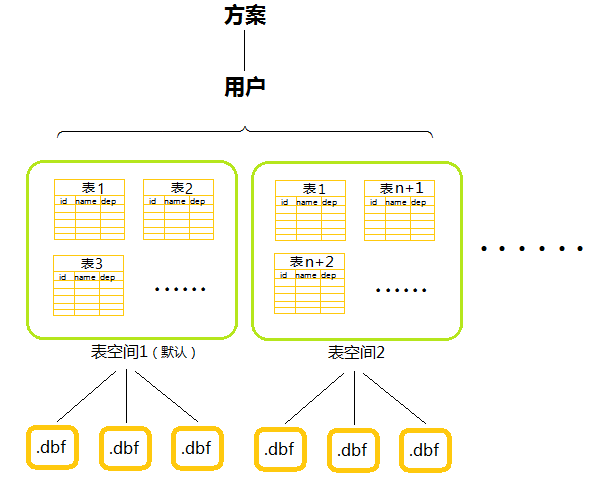 方案
用户
表1 表2
id name dep id name dep
表3
id name dep
······
表空间1（默认）
表1 表n+1
id name dep id name dep
表n+2
id name dep
······
表空间2
······
.dbf .dbf .dbf .dbf .dbf .dbf